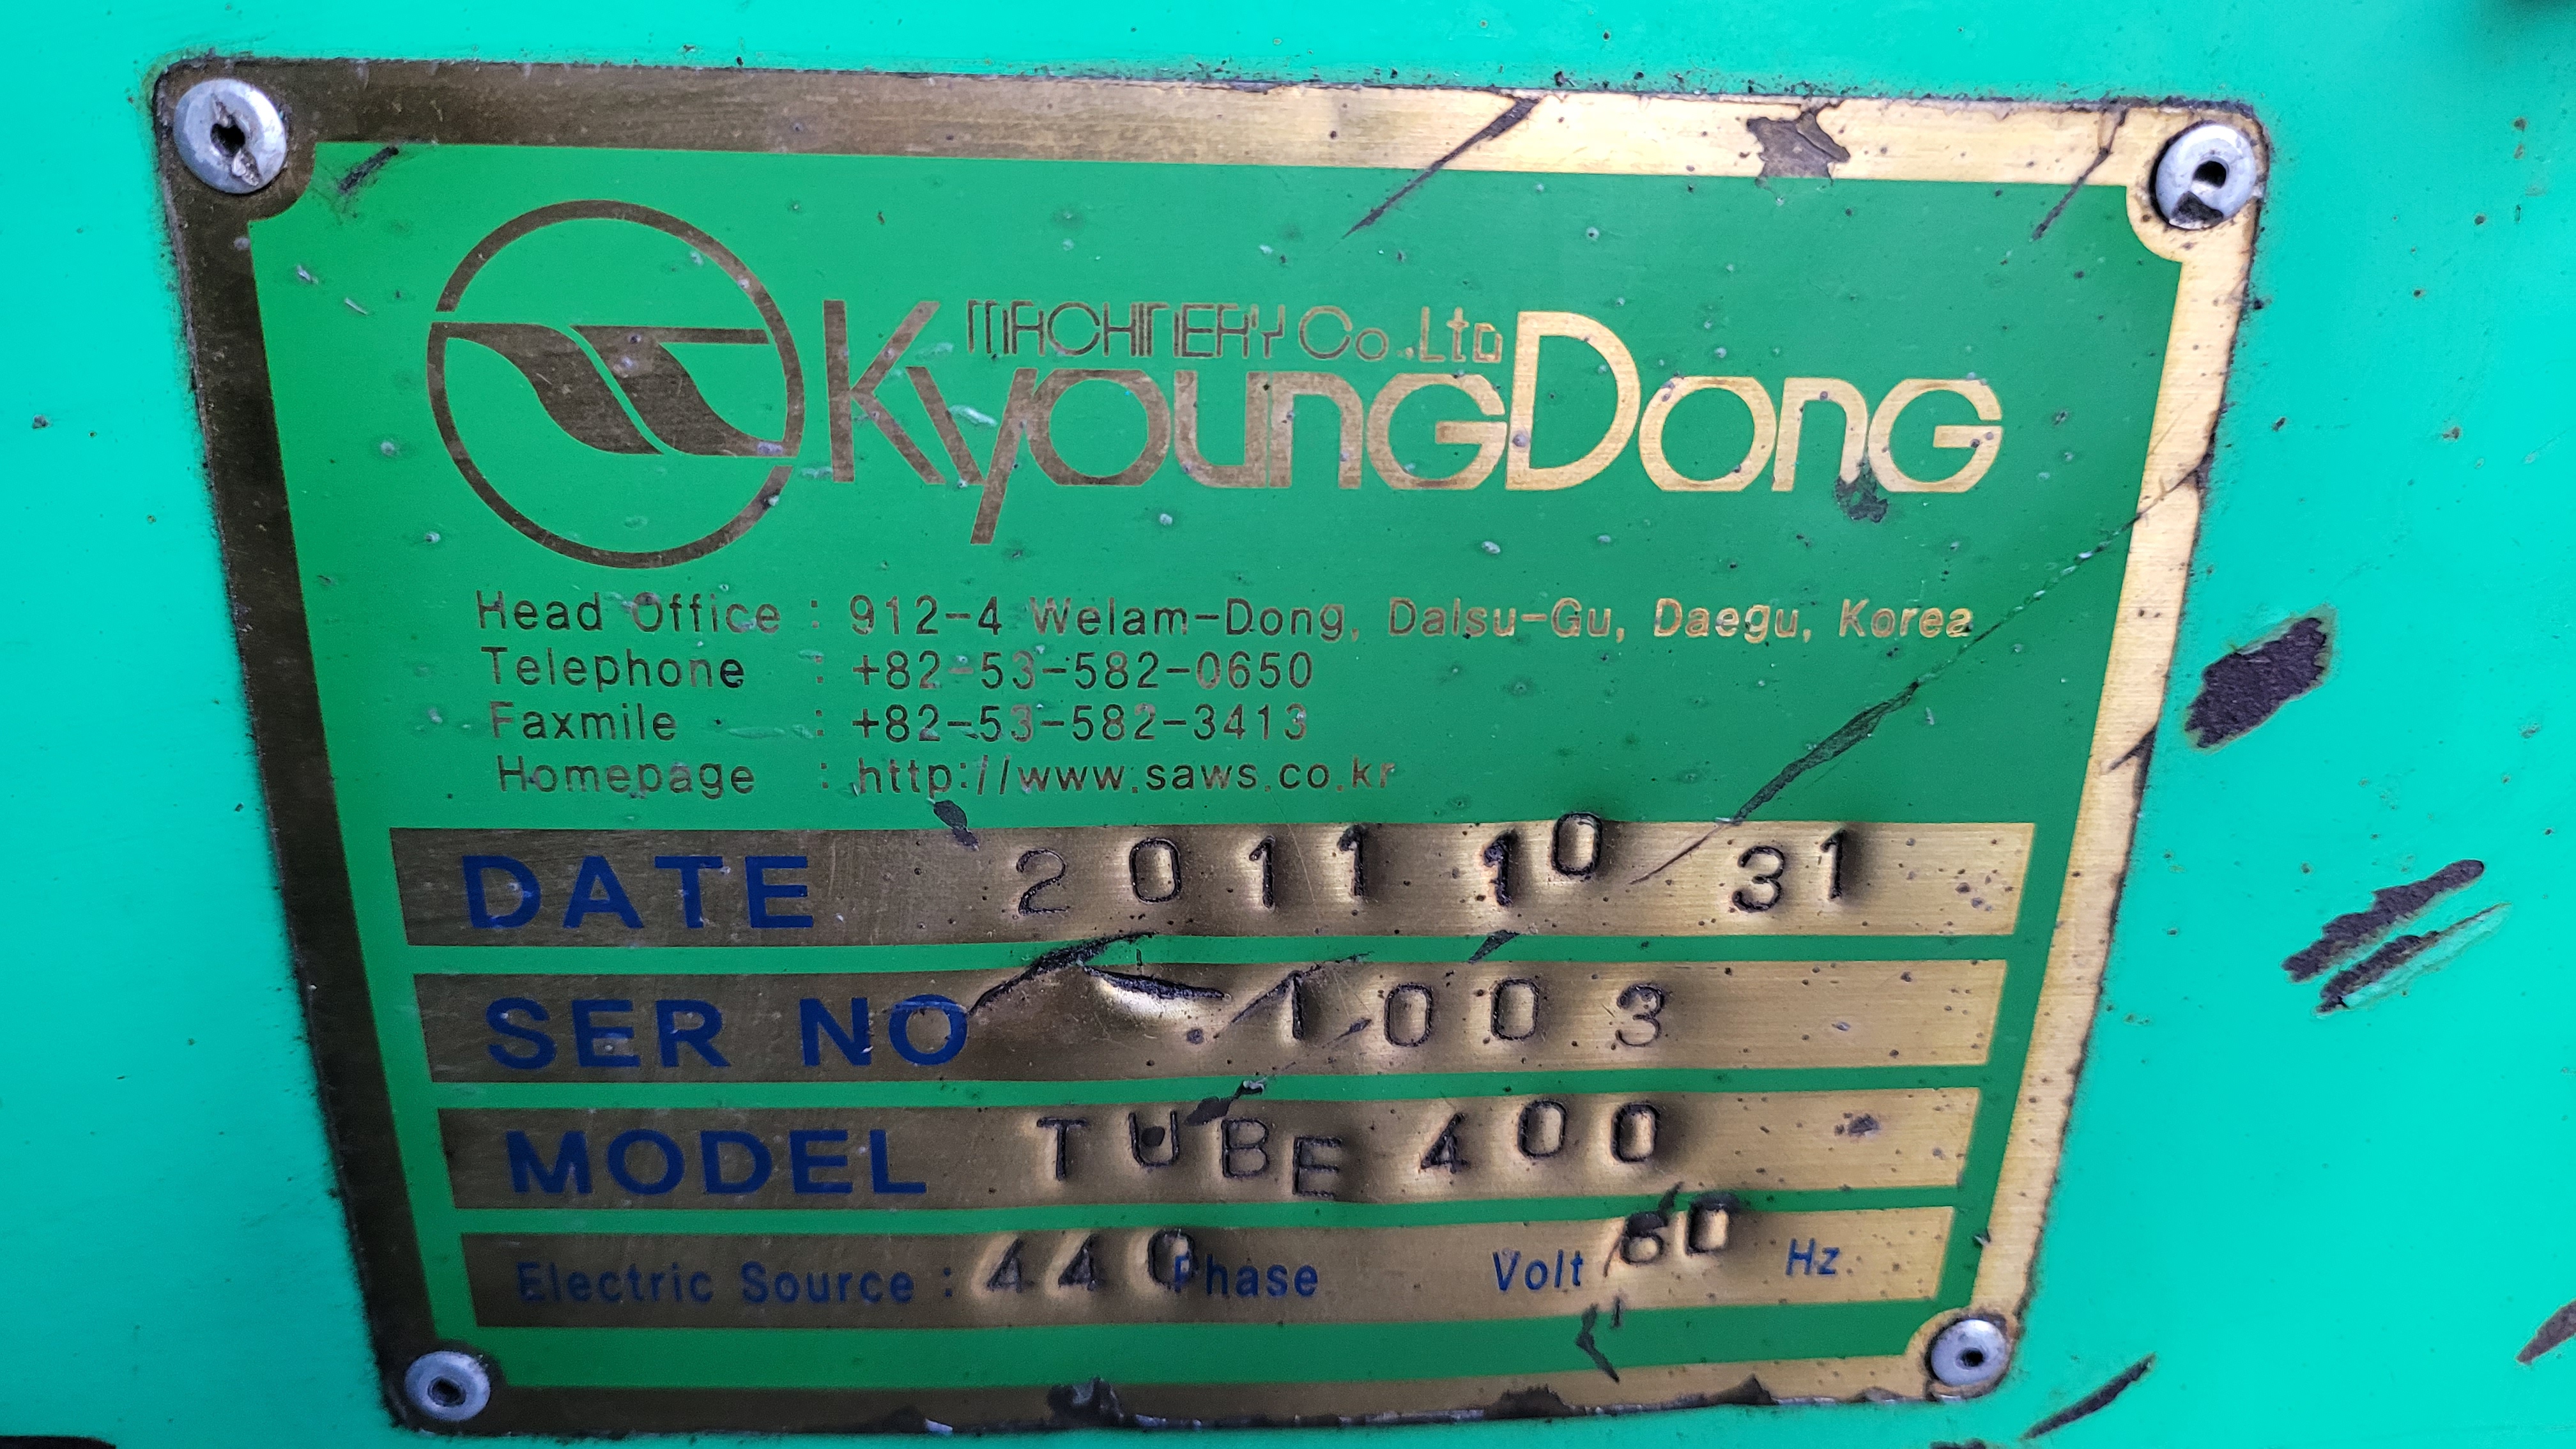 MACHINERY Co.,Ltd
KyoungDong
Head Office : 912-4 Welam-Dong, Dalsu-Gu, Daegu, Korea
Telephone : +82-53-582-0650
Faxmile : +82-53-582-3413
Homepage : http://www.saws.co.kr
DATE 2011 10 31
SER NO 1003
MODEL TUBE 400
Electric Source : 440 Phase Volt 60 Hz